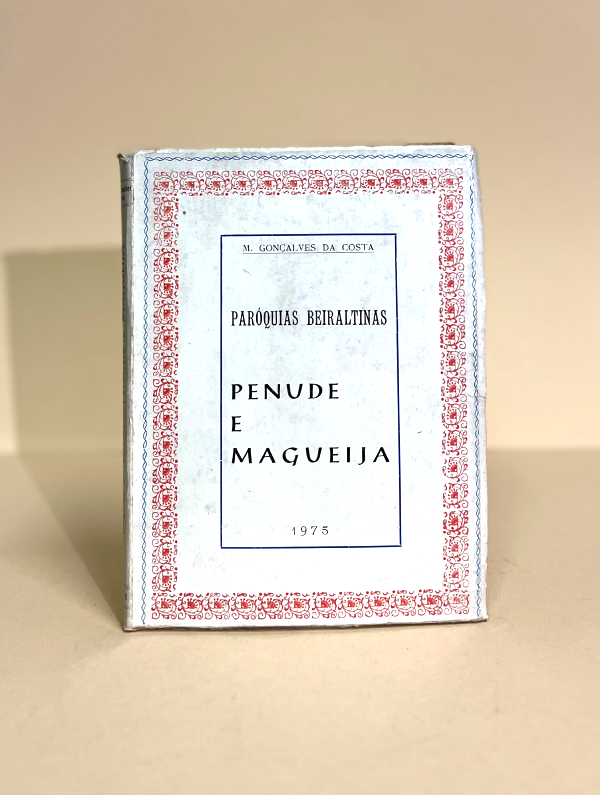 M. GONÇALVES DA COSTA
PARÓQUIAS BEIRALTINAS
PENUDE
E
MAGUEIJA
1975